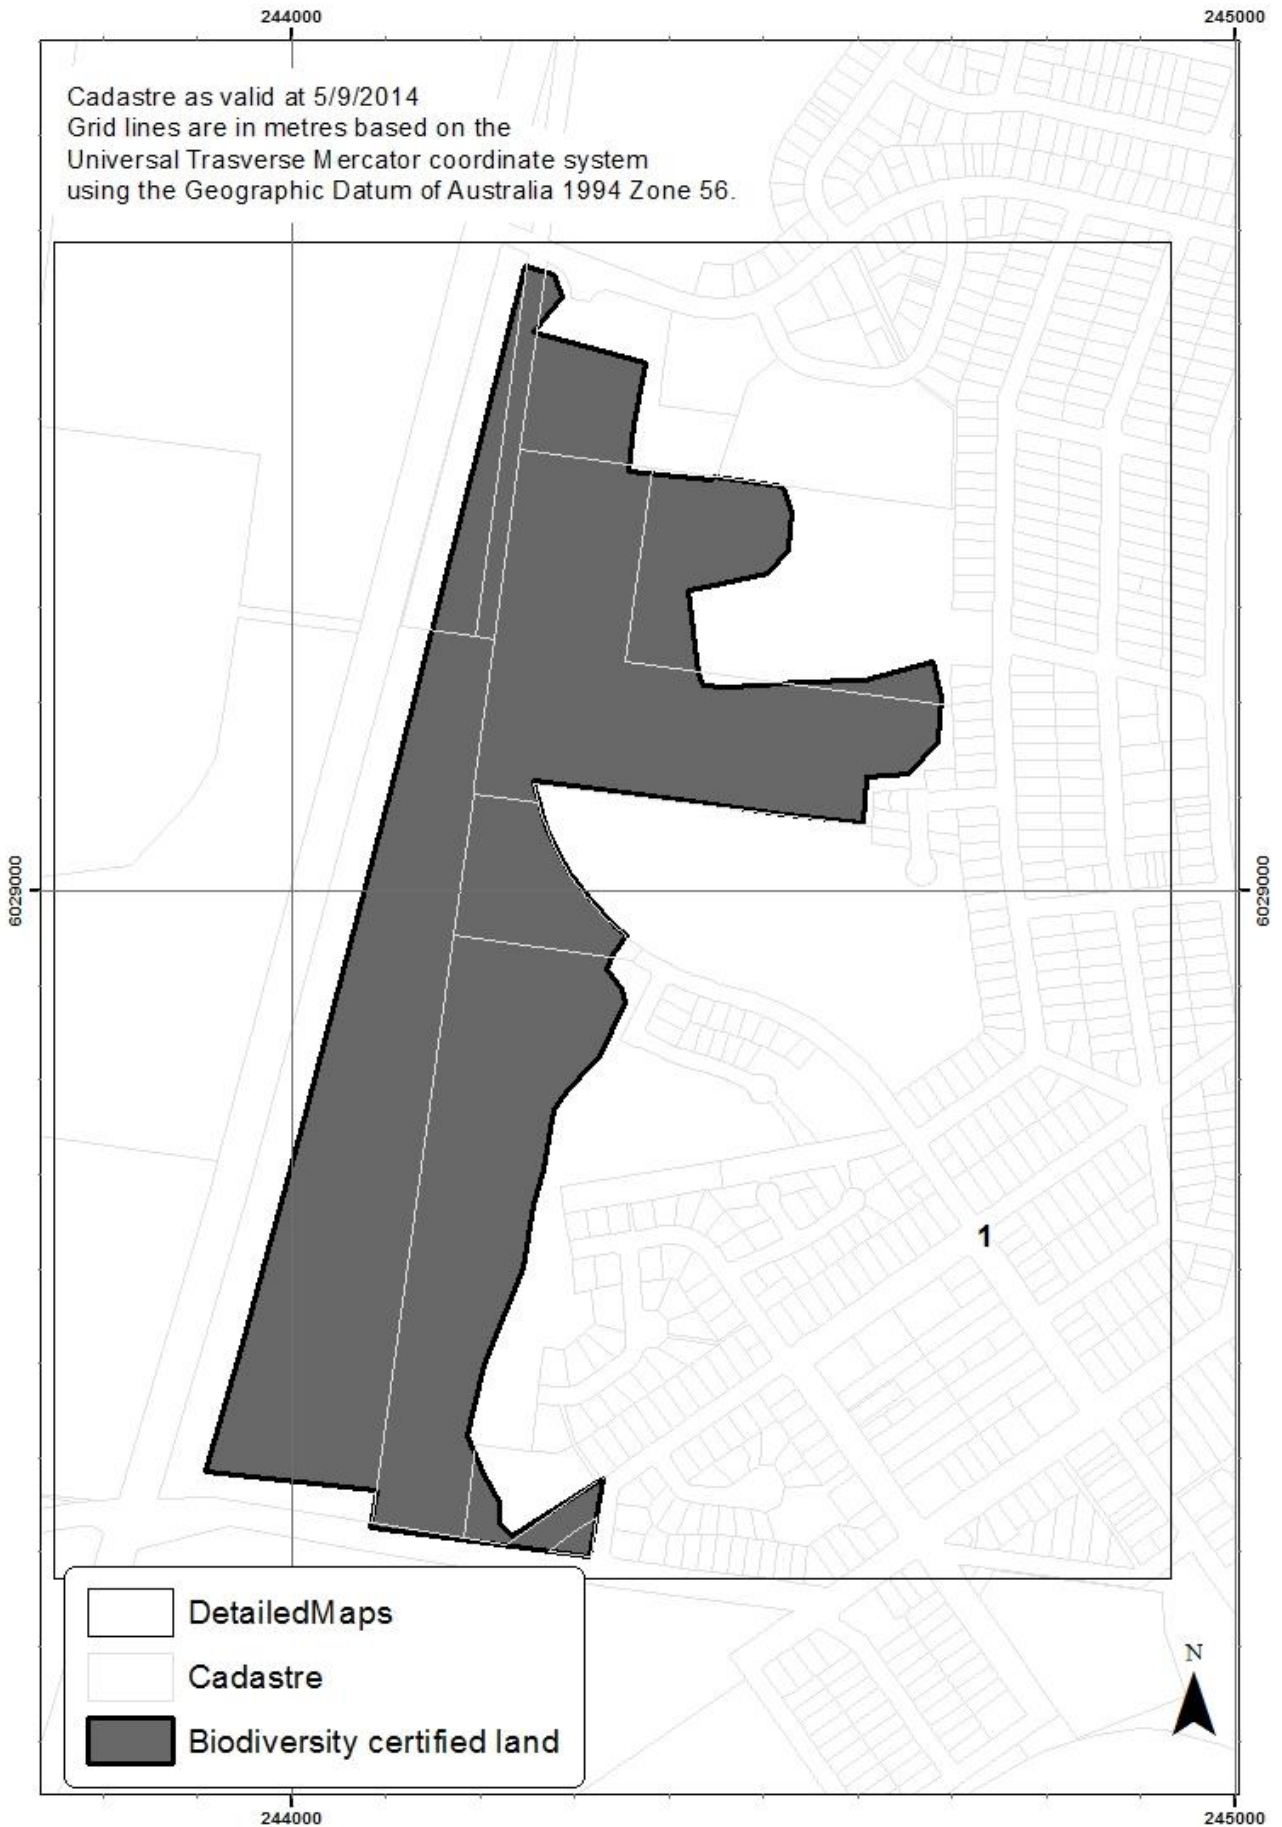 244000
245000
Cadastre as valid at 5/9/2014
Grid lines are in metres based on the
Universal Trasverse Mercator coordinate system
using the Geographic Datum of Australia 1994 Zone 56.
6029000
6029000
1
DetailedMaps
Cadastre
Biodiversity certified land
N
244000
245000